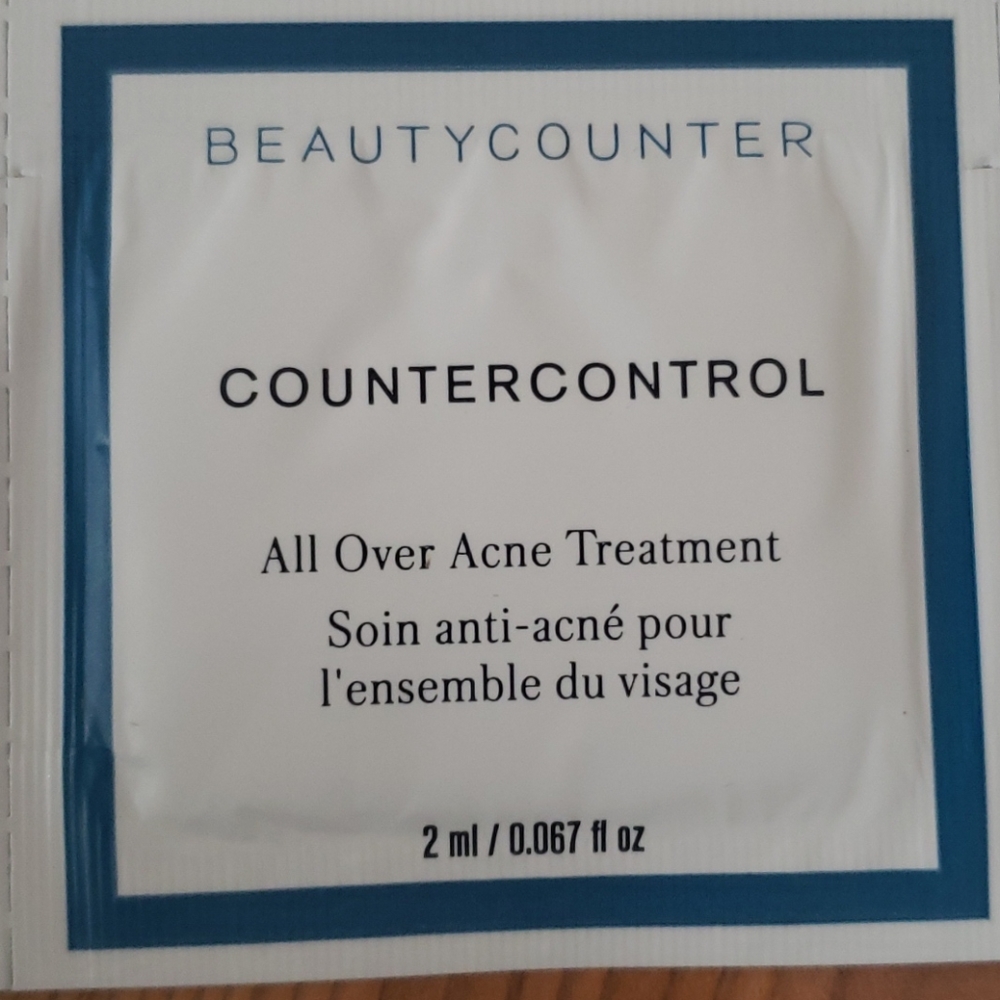 BEAUTYCOUNTER
COUNTERCONTROL
All Over Acne Treatment
Soin anti-acné pour
l'ensemble du visage
2 ml / 0.067 fl oz